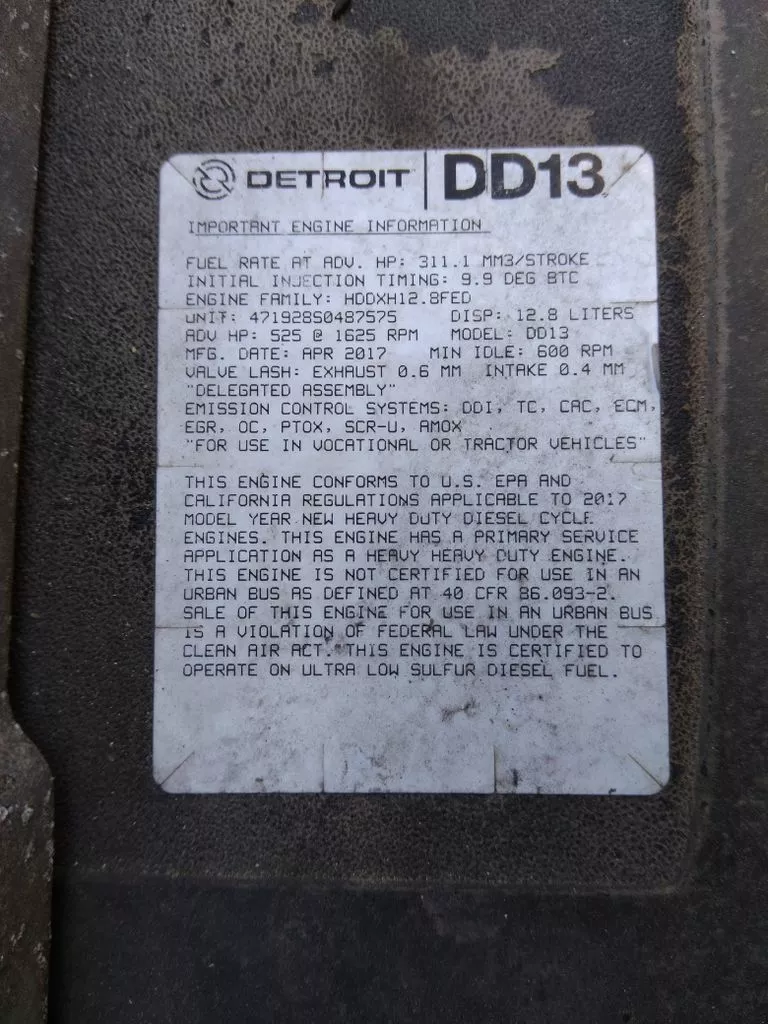 DETROIT DD13
IMPORTANT ENGINE INFORMATION
FUEL RATE AT ADV. HP: 311.1 MM3/STROKE
INITIAL INJECTION TIMING: 9.9 DEG BTC
ENGINE FAMILY: HDDXH12.8FED
UNIT: 471928S0487575 DISP: 12.8 LITERS
ADV HP: 525 @ 1625 RPM MODEL: DD13
MFG. DATE: APR 2017 MIN IDLE: 600 RPM
VALVE LASH: EXHAUST 0.6 MM INTAKE 0.4 MM
"DELEGATED ASSEMBLY"
EMISSION CONTROL SYSTEMS: DDI, TC, CAC, ECM,
EGR, OC, PTOX, SCR-U, AMOX
"FOR USE IN VOCATIONAL OR TRACTOR VEHICLES"
THIS ENGINE CONFORMS TO U.S. EPA AND
CALIFORNIA REGULATIONS APPLICABLE TO 2017
MODEL YEAR NEW HEAVY DUTY DIESEL CYCLE
ENGINES. THIS ENGINE HAS A PRIMARY SERVICE
APPLICATION AS A HEAVY HEAVY DUTY ENGINE.
THIS ENGINE IS NOT CERTIFIED FOR USE IN AN
URBAN BUS AS DEFINED AT 40 CFR 86.093-2.
SALE OF THIS ENGINE FOR USE IN AN URBAN BUS
IS A VIOLATION OF FEDERAL LAW UNDER THE
CLEAN AIR ACT. THIS ENGINE IS CERTIFIED TO
OPERATE ON ULTRA LOW SULFUR DIESEL FUEL.